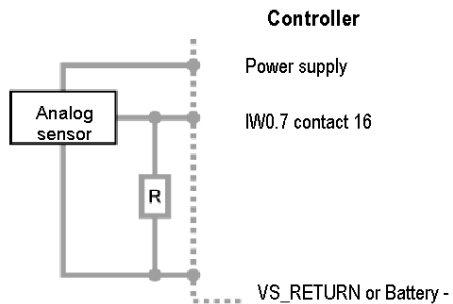 Controller
Power supply
Analog
sensor
IW0.7 contact 16
R
VS_RETURN or Battery -